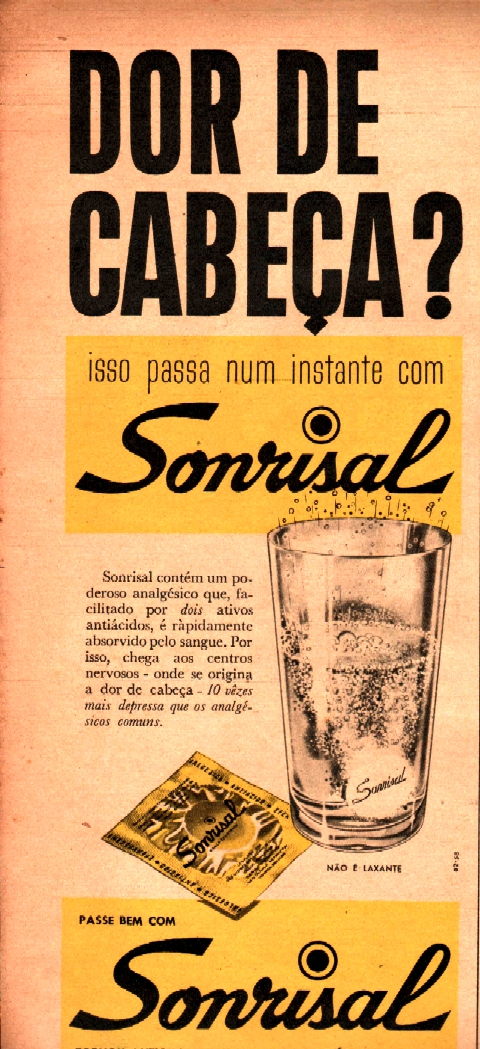 DOR DE
CABEÇA?
isso passa num instante com
Sonrisal
Sonrisal contém um po-
deroso analgésico que, fa-
cilitado por dois ativos
antiácidos, é ràpidamente
absorvido pelo sangue. Por
isso, chega aos centros
nervosos - onde se origina
a dor de cabeça - 10 vêzes
mais depressa que os analgé-
sicos comuns.
Sonrisal
Sonrisal
NÃO É LAXANTE
PASSE BEM COM
Sonrisal